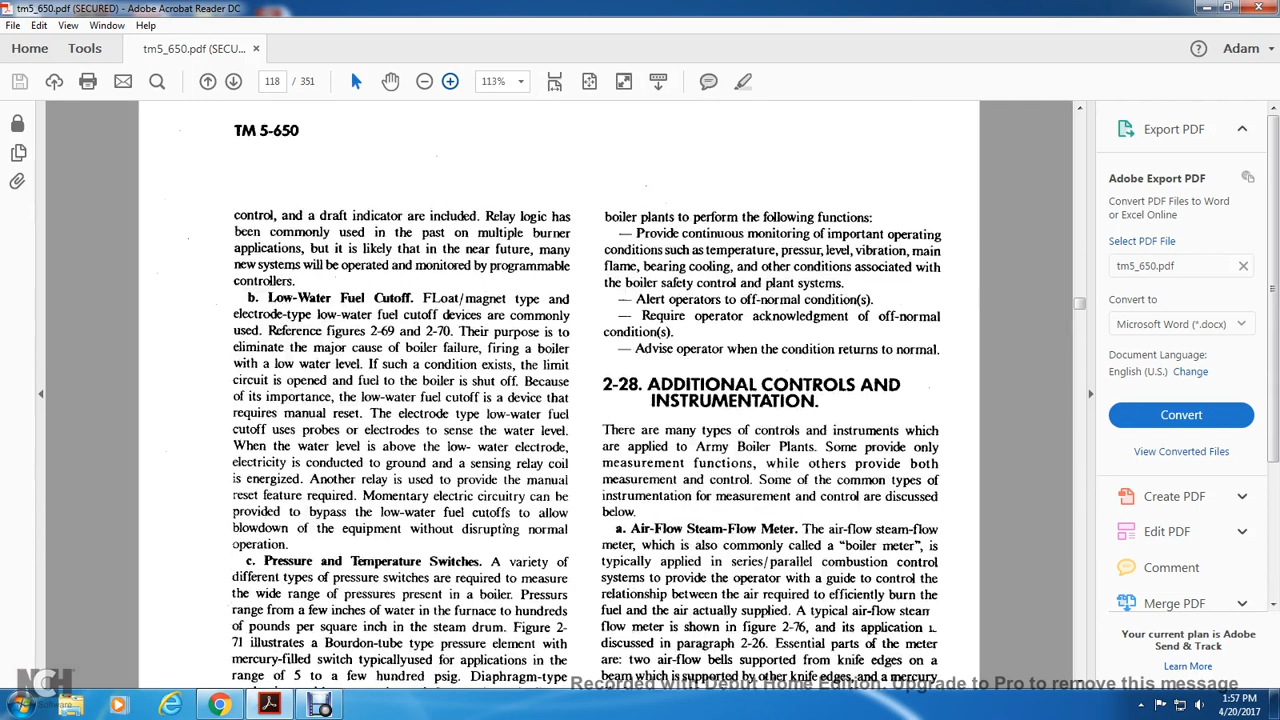 tm5_650.pdf (SECURED) - Adobe Acrobat Reader DC
File Edit View Window Help
Home Tools tm5_650.pdf (SECU... × Adam
118 / 351 113%
TM 5-650
control, and a draft indicator are included. Relay logic has
been commonly used in the past on multiple burner
applications, but it is likely that in the near future, many
new systems will be operated and monitored by programmable
controllers.
b. Low-Water Fuel Cutoff. FLoat/magnet type and
electrode-type low-water fuel cutoff devices are commonly
used. Reference figures 2-69 and 2-70. Their purpose is to
eliminate the major cause of boiler failure, firing a boiler
with a low water level. If such a condition exists, the limit
circuit is opened and fuel to the boiler is shut off. Because
of its importance, the low-water fuel cutoff is a device that
requires manual reset. The electrode type low-water fuel
cutoff uses probes or electrodes to sense the water level.
When the water level is above the low- water electrode,
electricity is conducted to ground and a sensing relay coil
is energized. Another relay is used to provide the manual
reset feature required. Momentary electric circuitry can be
provided to bypass the low-water fuel cutoffs to allow
blowdown of the equipment without disrupting normal
operation.
c. Pressure and Temperature Switches. A variety of
different types of pressure switches are required to measure
the wide range of pressures present in a boiler. Pressurs
range from a few inches of water in the furnace to hundreds
of pounds per square inch in the steam drum. Figure 2-
71 illustrates a Bourdon-tube type pressure element with
mercury-filled switch typicallyused for applications in the
range of 5 to a few hundred psig. Diaphragm-type
boiler plants to perform the following functions:
— Provide continuous monitoring of important operating
conditions such as temperature, pressur, level, vibration, main
flame, bearing cooling, and other conditions associated with
the boiler safety control and plant systems.
— Alert operators to off-normal condition(s).
— Require operator acknowledgment of off-normal
condition(s).
— Advise operator when the condition returns to normal.
2-28. ADDITIONAL CONTROLS AND
INSTRUMENTATION.
There are many types of controls and instruments which
are applied to Army Boiler Plants. Some provide only
measurement functions, while others provide both
measurement and control. Some of the common types of
instrumentation for measurement and control are discussed
below.
a. Air-Flow Steam-Flow Meter. The air-flow steam-flow
meter, which is also commonly called a “boiler meter”, is
typically applied in series/parallel combustion control
systems to provide the operator with a guide to control the
relationship between the air required to efficiently burn the
fuel and the air actually supplied. A typical air-flow steam
flow meter is shown in figure 2-76, and its application
discussed in paragraph 2-26. Essential parts of the meter
are: two air-flow bells supported from knife edges on a
beam which is supported by other knife edges, and a mercury
Export PDF
Adobe Export PDF
Convert PDF Files to Word
or Excel Online
Select PDF File
tm5_650.pdf ×
Convert to
Microsoft Word (*.docx)
Document Language:
English (U.S.) Change
Convert
View Converted Files
Create PDF
Edit PDF
Comment
Merge PDF
Your current plan is Adobe
Send & Track
Learn More
NCH
Software
Recorded with Debut Home Edition. Upgrade to Pro to remove this message
1:57 PM
4/20/2017